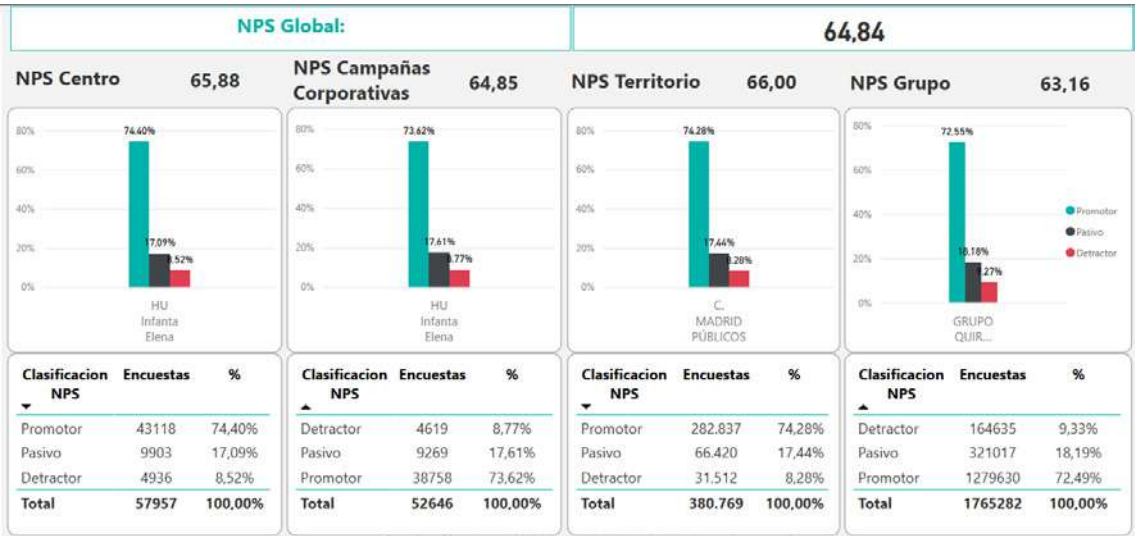 NPS Global:
64,84
NPS Centro 65,88
NPS Campañas
Corporativas 64,85
NPS Territorio 66,00
NPS Grupo 63,16
80%
60%
40%
20%
0%
74.40%
17.09%
8.52%
HU
Infanta
Elena
80%
60%
40%
20%
0%
73.62%
17.61%
8.77%
HU
Infanta
Elena
80%
60%
40%
20%
0%
74.28%
17.44%
8.28%
C.
MADRID
PÚBLICOS
80%
60%
40%
20%
0%
72.55%
18.18%
9.27%
GRUPO
QUIR...
Promotor
Pasivo
Detractor
Clasificacion Encuestas %
NPS
Promotor 43118 74,40%
Pasivo 9903 17,09%
Detractor 4936 8,52%
Total 57957 100,00%
Clasificacion Encuestas %
NPS
Detractor 4619 8,77%
Pasivo 9269 17,61%
Promotor 38758 73,62%
Total 52646 100,00%
Clasificacion Encuestas %
NPS
Promotor 282.837 74,28%
Pasivo 66.420 17,44%
Detractor 31.512 8,28%
Total 380.769 100,00%
Clasificacion Encuestas %
NPS
Detractor 164635 9,33%
Pasivo 321017 18,19%
Promotor 1279630 72,49%
Total 1765282 100,00%